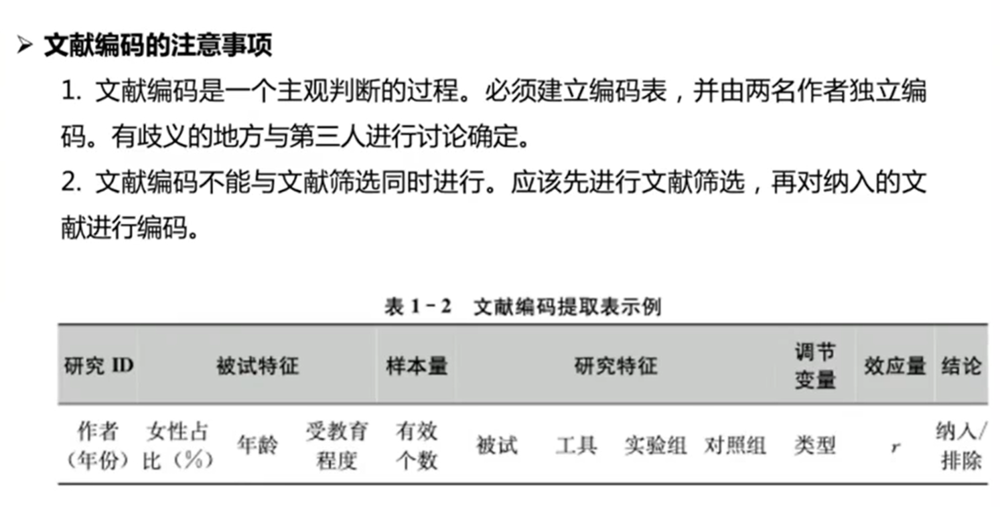 ➢ 文献编码的注意事项
1. 文献编码是一个主观判断的过程。必须建立编码表，并由两名作者独立编
码。有歧义的地方与第三人进行讨论确定。
2. 文献编码不能与文献筛选同时进行。应该先进行文献筛选，再对纳入的文
献进行编码。
表 1-2 文献编码提取表示例
研究 ID 被试特征 样本量 研究特征 调节变量 效应量 结论
作者（年份） 女性占比（%） 年龄 受教育程度 有效个数 被试 工具 实验组 对照组 类型 r 纳入/排除